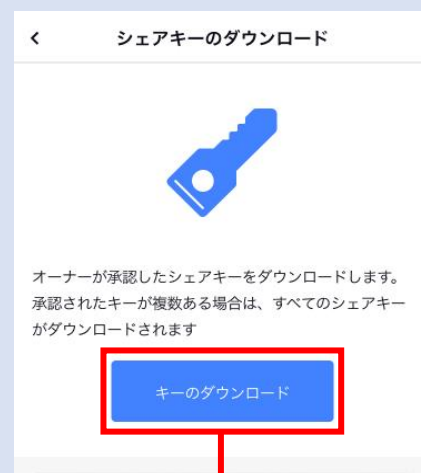 シェアキーのダウンロード
オーナーが承認したシェアキーをダウンロードします。
承認されたキーが複数ある場合は、すべてのシェアキー
がダウンロードされます
キーのダウンロード